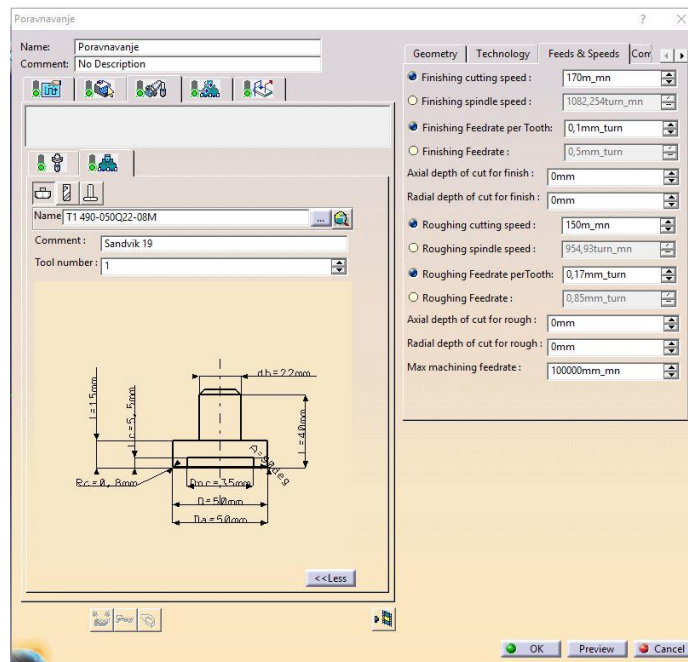 Poravnavanje
? ×
Name: Poravnavanje
Comment: No Description
Name T1 490-050Q22-08M ...
Comment : Sandvik 19
Tool number : 1
db=22mm
l=15mm
lc=5,5mm
L=40mm
A=90deg
Rc=0,8mm
Dnc=35mm
D=50mm
Da=50mm
<<Less
Geometry Technology Feeds & Speeds Com
Finishing cutting speed : 170m_mn
Finishing spindle speed : 1082,254turn_mn
Finishing Feedrate per Tooth: 0,1mm_turn
Finishing Feedrate : 0,5mm_turn
Axial depth of cut for finish : 0mm
Radial depth of cut for finish : 0mm
Roughing cutting speed : 150m_mn
Roughing spindle speed : 954,93turn_mn
Roughing Feedrate perTooth: 0,17mm_turn
Roughing Feedrate : 0,85mm_turn
Axial depth of cut for rough : 0mm
Radial depth of cut for rough : 0mm
Max machining feedrate : 100000mm_mn
OK Preview Cancel